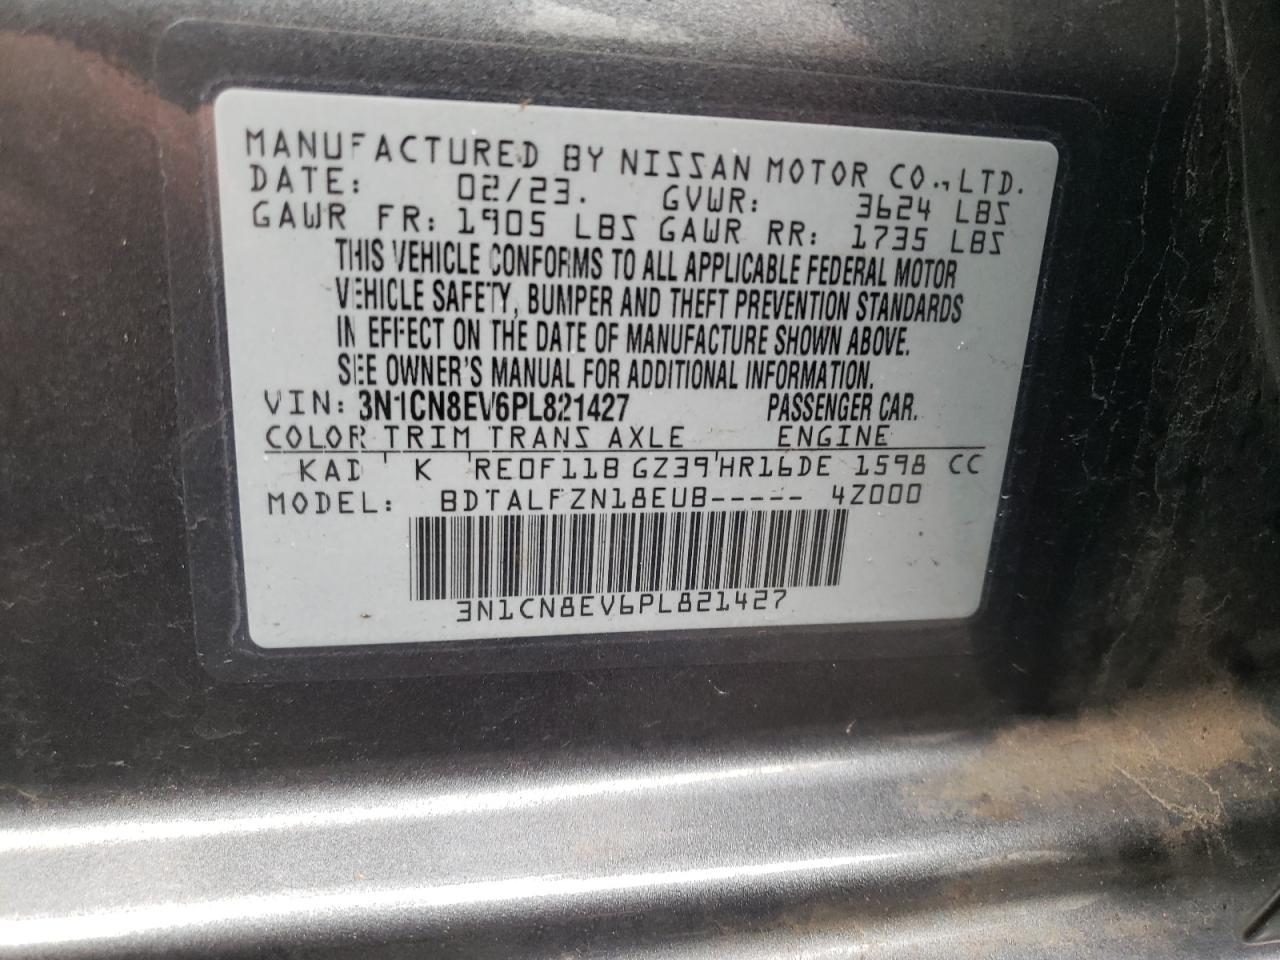 MANUFACTURED BY NISSAN MOTOR CO., LTD.
DATE: 02/23. GVWR: 3624 LBS
GAWR FR: 1905 LBS GAWR RR: 1735 LBS
THIS VEHICLE CONFORMS TO ALL APPLICABLE FEDERAL MOTOR
VEHICLE SAFETY, BUMPER AND THEFT PREVENTION STANDARDS
IN EFFECT ON THE DATE OF MANUFACTURE SHOWN ABOVE.
SEE OWNER'S MANUAL FOR ADDITIONAL INFORMATION.
VIN: 3N1CN8EV6PL821427 PASSENGER CAR.
COLOR TRIM TRANS AXLE ENGINE
KAD K RE0F11B GZ39 HR16DE 1598 CC
MODEL: BDTALFZN18EUB----- 4Z000
3N1CN8EV6PL821427